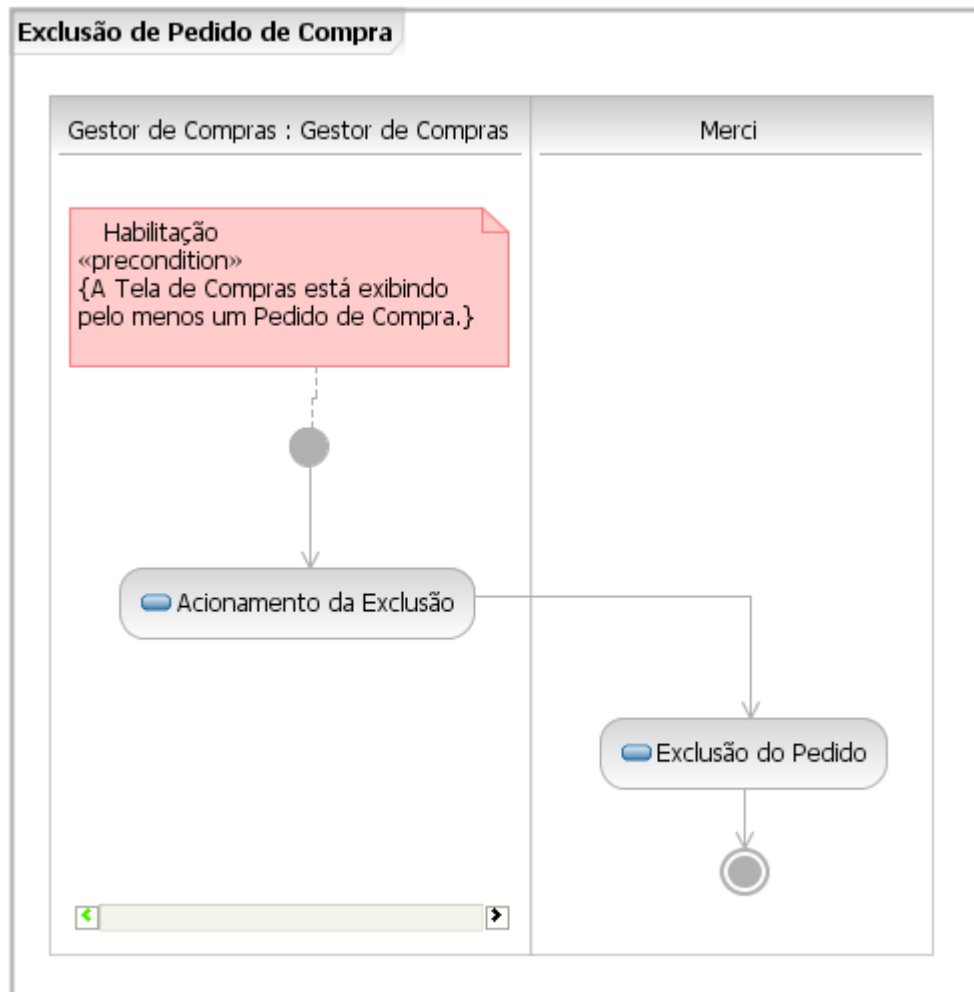 Exclusão de Pedido de Compra
Gestor de Compras : Gestor de Compras
Merci
Habilitação
«precondition»
{A Tela de Compras está exibindo
pelo menos um Pedido de Compra.}
Acionamento da Exclusão
Exclusão do Pedido